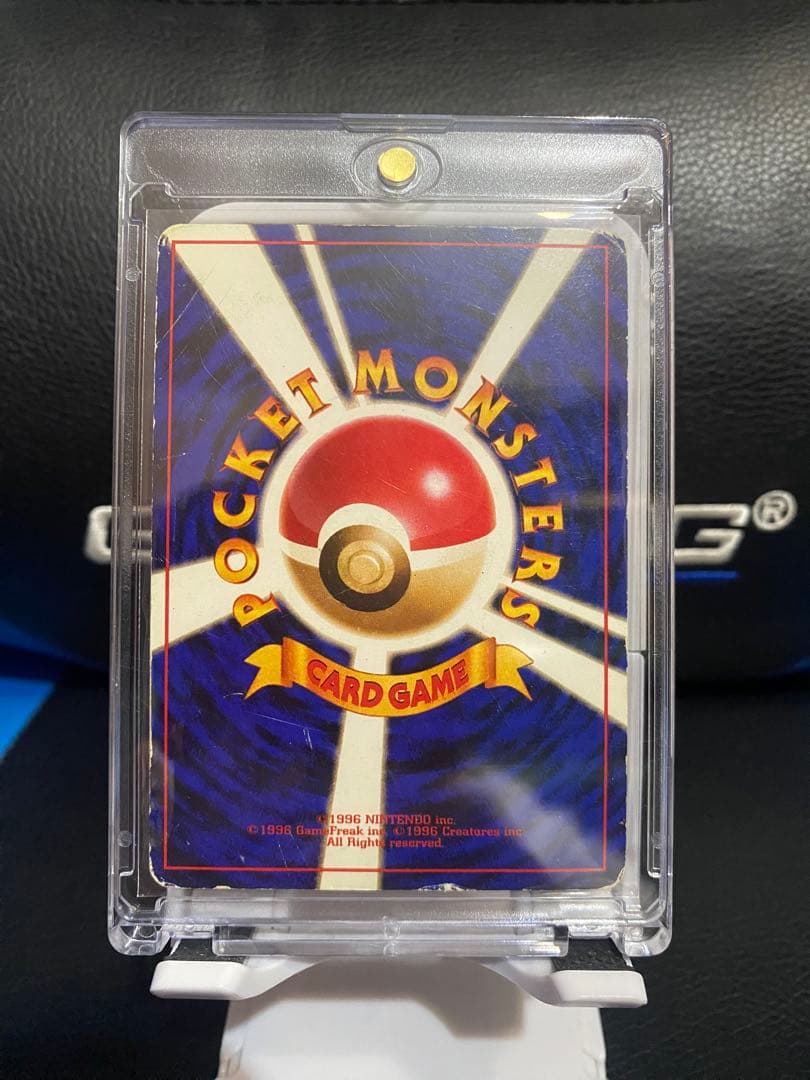 POCKET MONSTERS
CARD GAME
©1996 NINTENDO inc.
©1996 GameFreak inc. ©1996 Creatures inc.
All Rights reserved.
G®